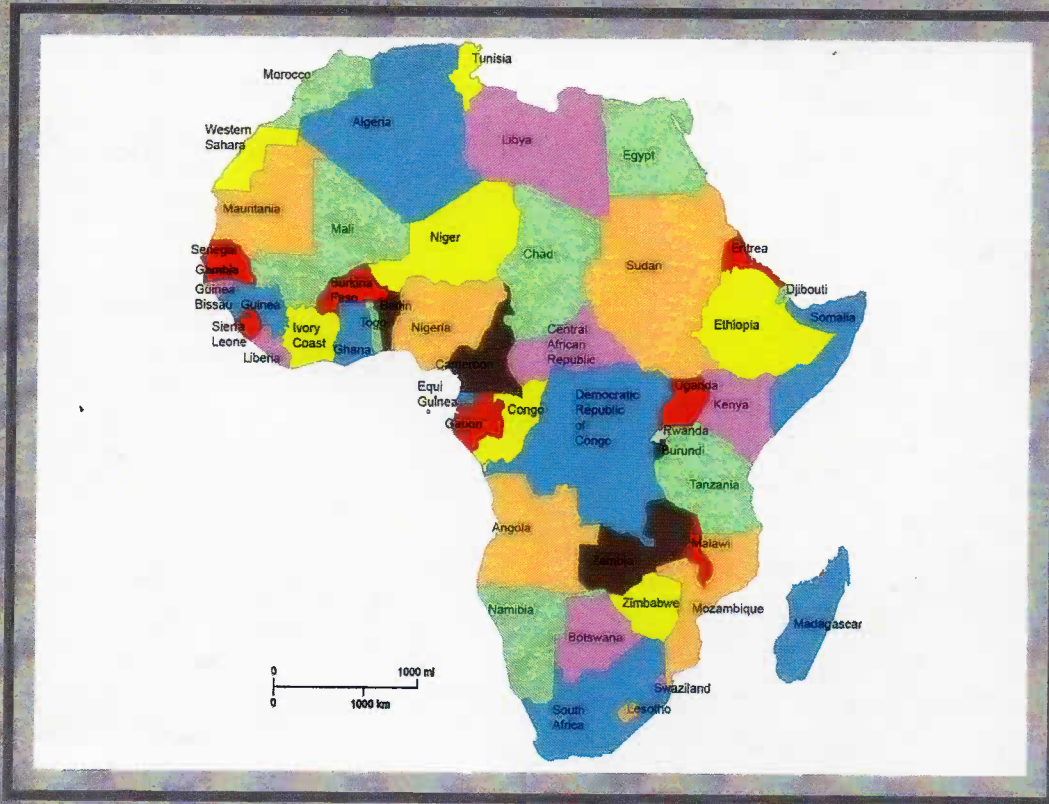 Tunisia
Morocco
Algeria
Libya
Egypt
Western
Sahara
Mauntania
Mali
Niger
Chad
Sudan
Eritrea
Senegal
Gambia
Djibouti
Guinea
Bissau
Guinea
Burkina
Faso
Benin
Togo
Nigeria
Ethiopia
Somalia
Sierra
Leone
Ivory
Coast
Ghana
Liberia
Central
African
Republic
Cameroon
Equi
Guinea
Gabon
Congo
Democratic
Republic
of
Congo
Uganda
Kenya
Rwanda
Burundi
Tanzania
Angola
Zambia
Malawi
Namibia
Zimbabwe
Mozambique
Botswana
Madagascar
0
1000 mi
0
1000 km
Swaziland
South
Africa
Lesotho